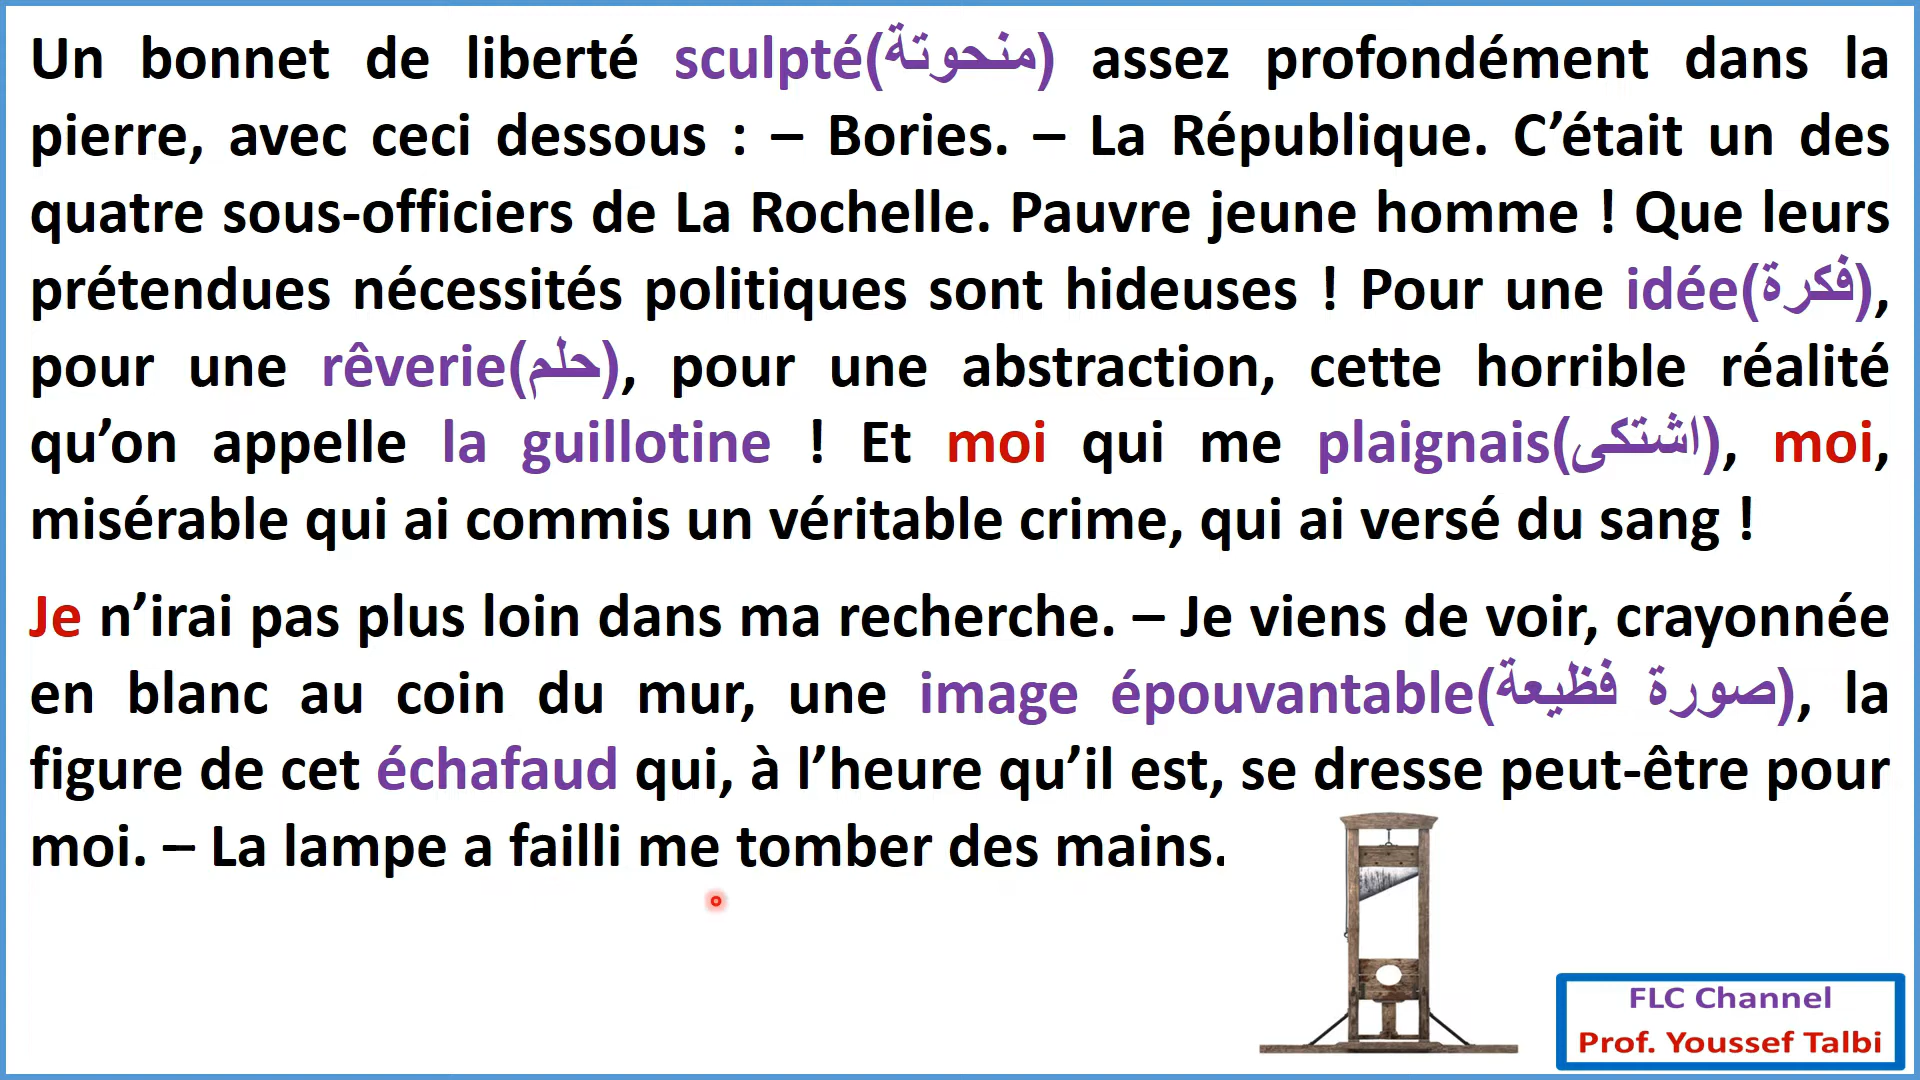 Un bonnet de liberté sculpté(منحوتة) assez profondément dans la
pierre, avec ceci dessous : – Bories. – La République. C’était un des
quatre sous-officiers de La Rochelle. Pauvre jeune homme ! Que leurs
prétendues nécessités politiques sont hideuses ! Pour une idée(فكرة),
pour une rêverie(حلم), pour une abstraction, cette horrible réalité
qu’on appelle la guillotine ! Et moi qui me plaignais(اشتكى), moi,
misérable qui ai commis un véritable crime, qui ai versé du sang !
Je n’irai pas plus loin dans ma recherche. – Je viens de voir, crayonnée
en blanc au coin du mur, une image épouvantable(صورة فظيعة), la
figure de cet échafaud qui, à l’heure qu’il est, se dresse peut-être pour
moi. – La lampe a failli me tomber des mains.
FLC Channel
Prof. Youssef Talbi